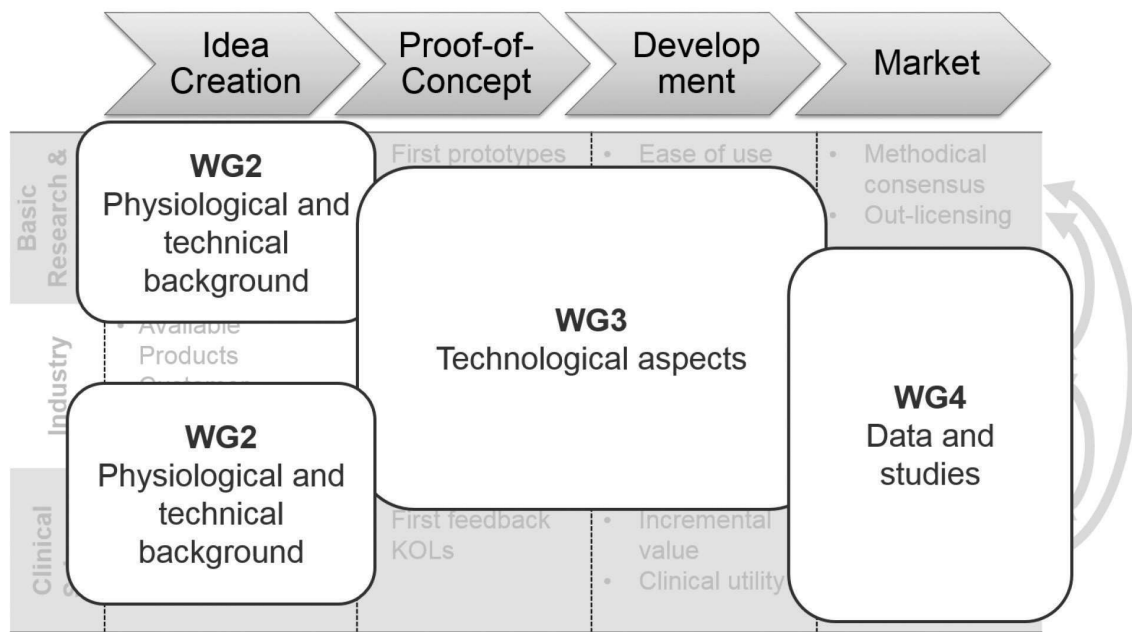 Idea
Creation
Proof-of-
Concept
Develop
ment
Market
Basic
Research &
WG2
Physiological and
technical
background
First prototypes
• Ease of use
• Methodical
consensus
• Out-licensing
WG3
Technological aspects
Industry
• Available
Products
Customer
WG2
Physiological and
technical
background
WG4
Data and
studies
Clinical
First feedback
KOLs
• Incremental
value
• Clinical utility